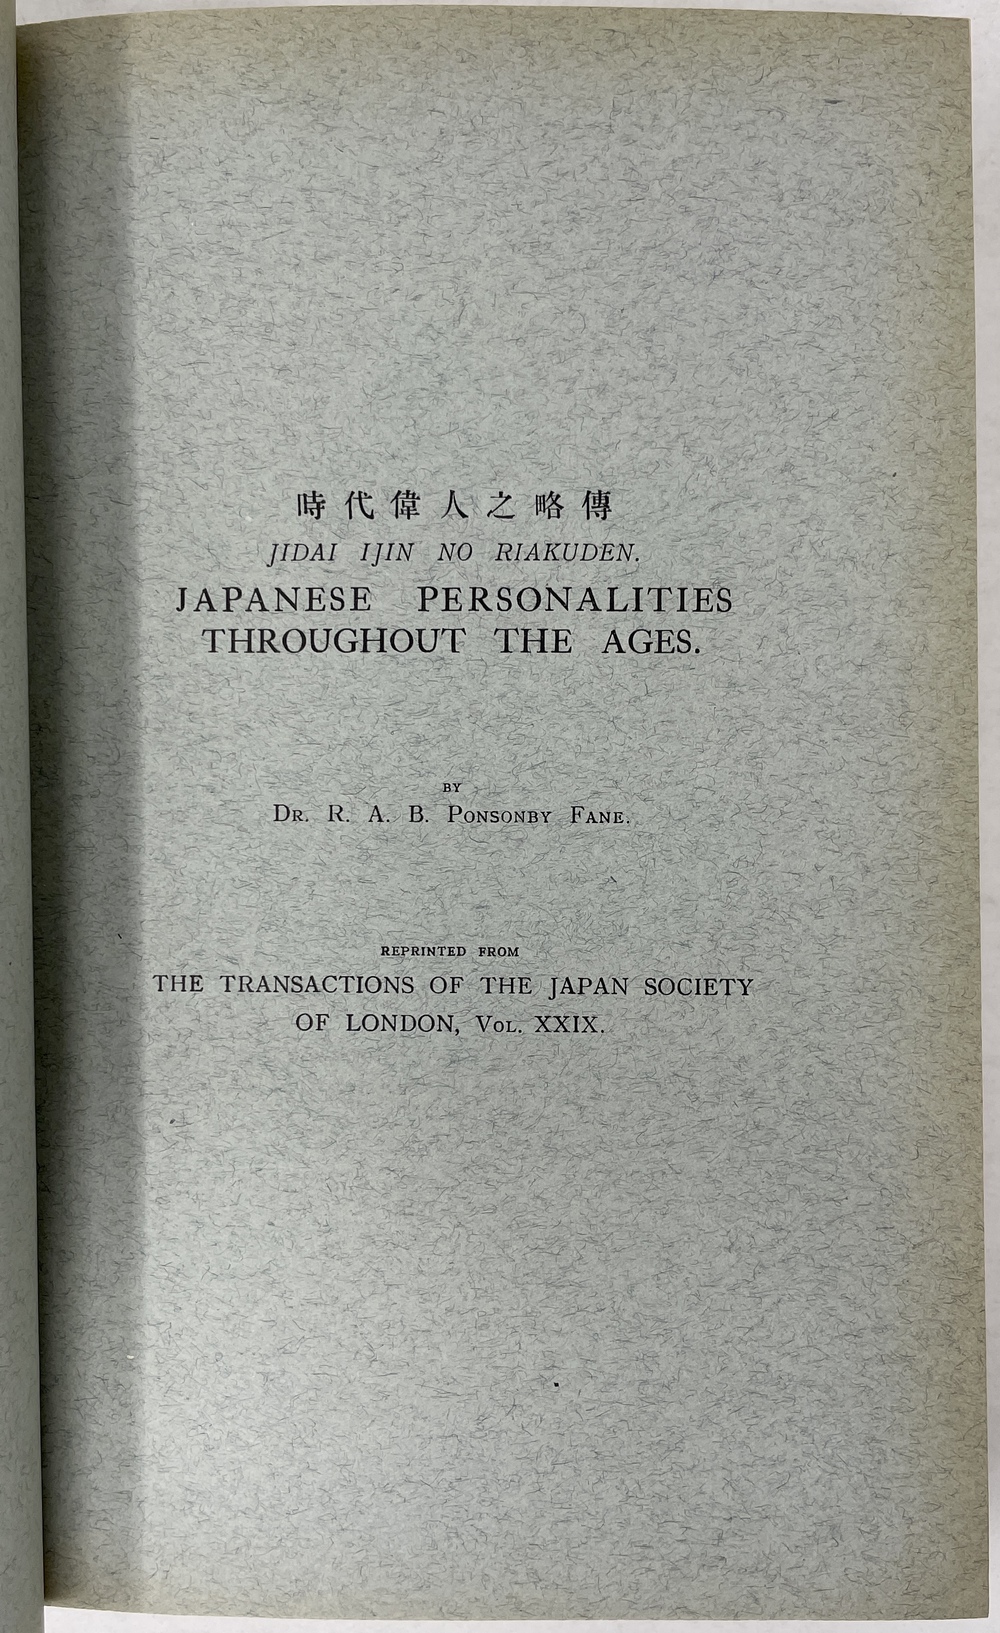 時代偉人之略傳
JIDAI IJIN NO RIAKUDEN.
JAPANESE PERSONALITIES
THROUGHOUT THE AGES.
BY
DR. R. A. B. PONSONBY FANE.
REPRINTED FROM
THE TRANSACTIONS OF THE JAPAN SOCIETY
OF LONDON, VOL. XXIX.